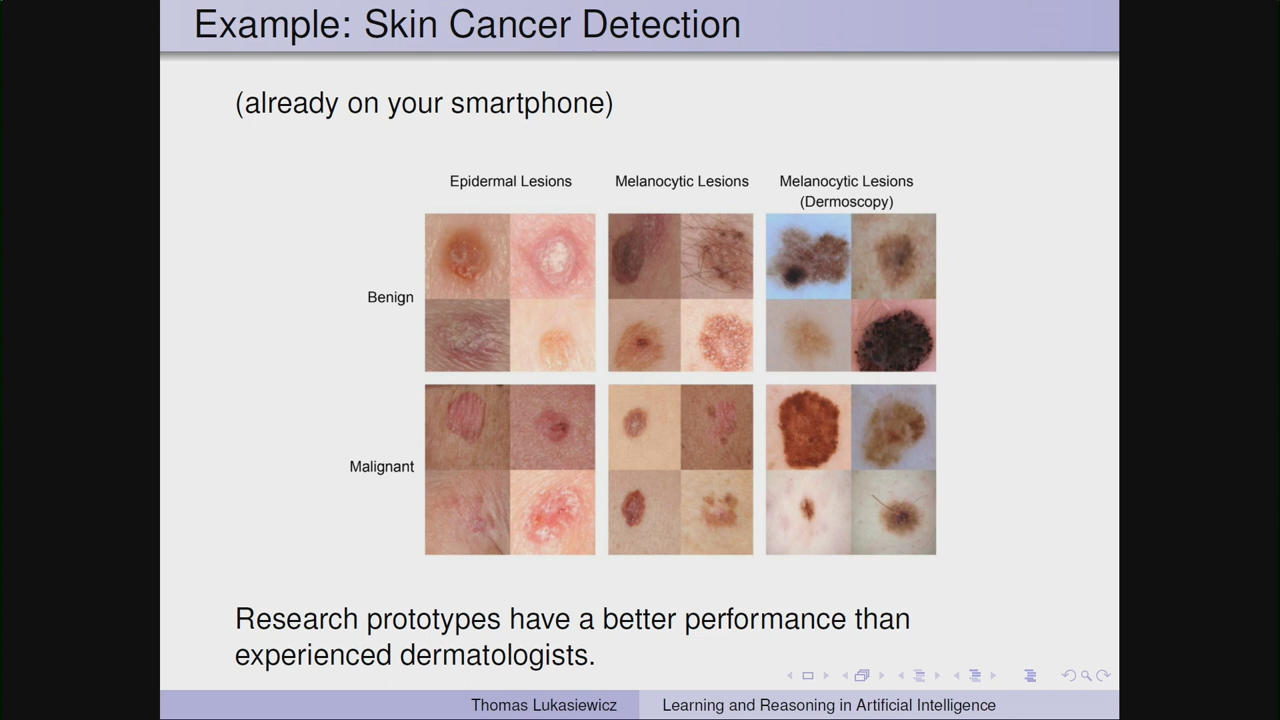 Example: Skin Cancer Detection
(already on your smartphone)
Epidermal Lesions
Melanocytic Lesions
Melanocytic Lesions
(Dermoscopy)
Benign
Malignant
Research prototypes have a better performance than
experienced dermatologists.
Thomas Lukasiewicz
Learning and Reasoning in Artificial Intelligence